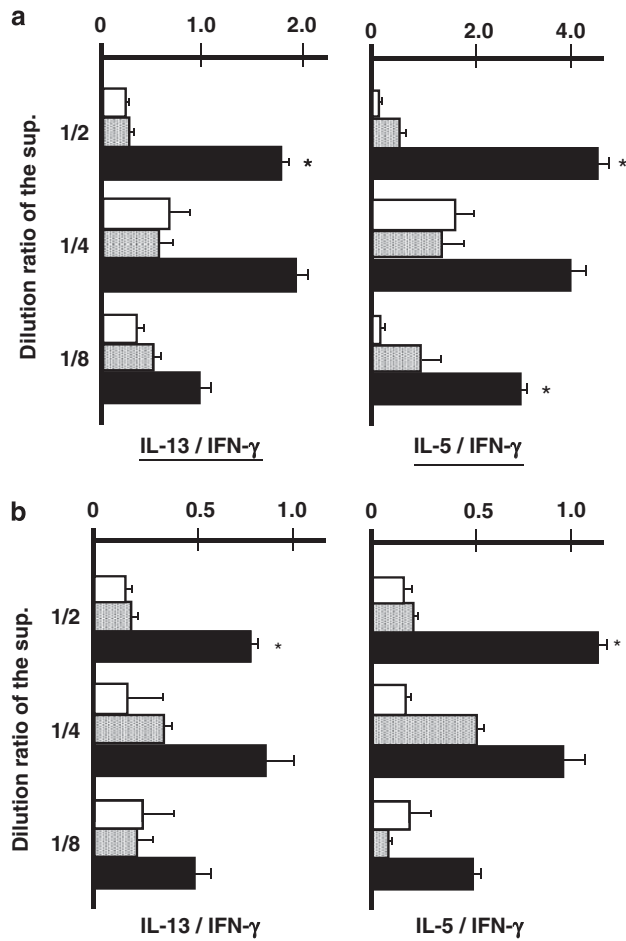 a
0 1.0 2.0
0 2.0 4.0
Dilution ratio of the sup.
1/2
*
*
1/4
1/8
*
IL-13 / IFN-γ
IL-5 / IFN-γ
b
0 0.5 1.0
0 0.5 1.0
Dilution ratio of the sup.
1/2
*
*
1/4
1/8
IL-13 / IFN-γ
IL-5 / IFN-γ